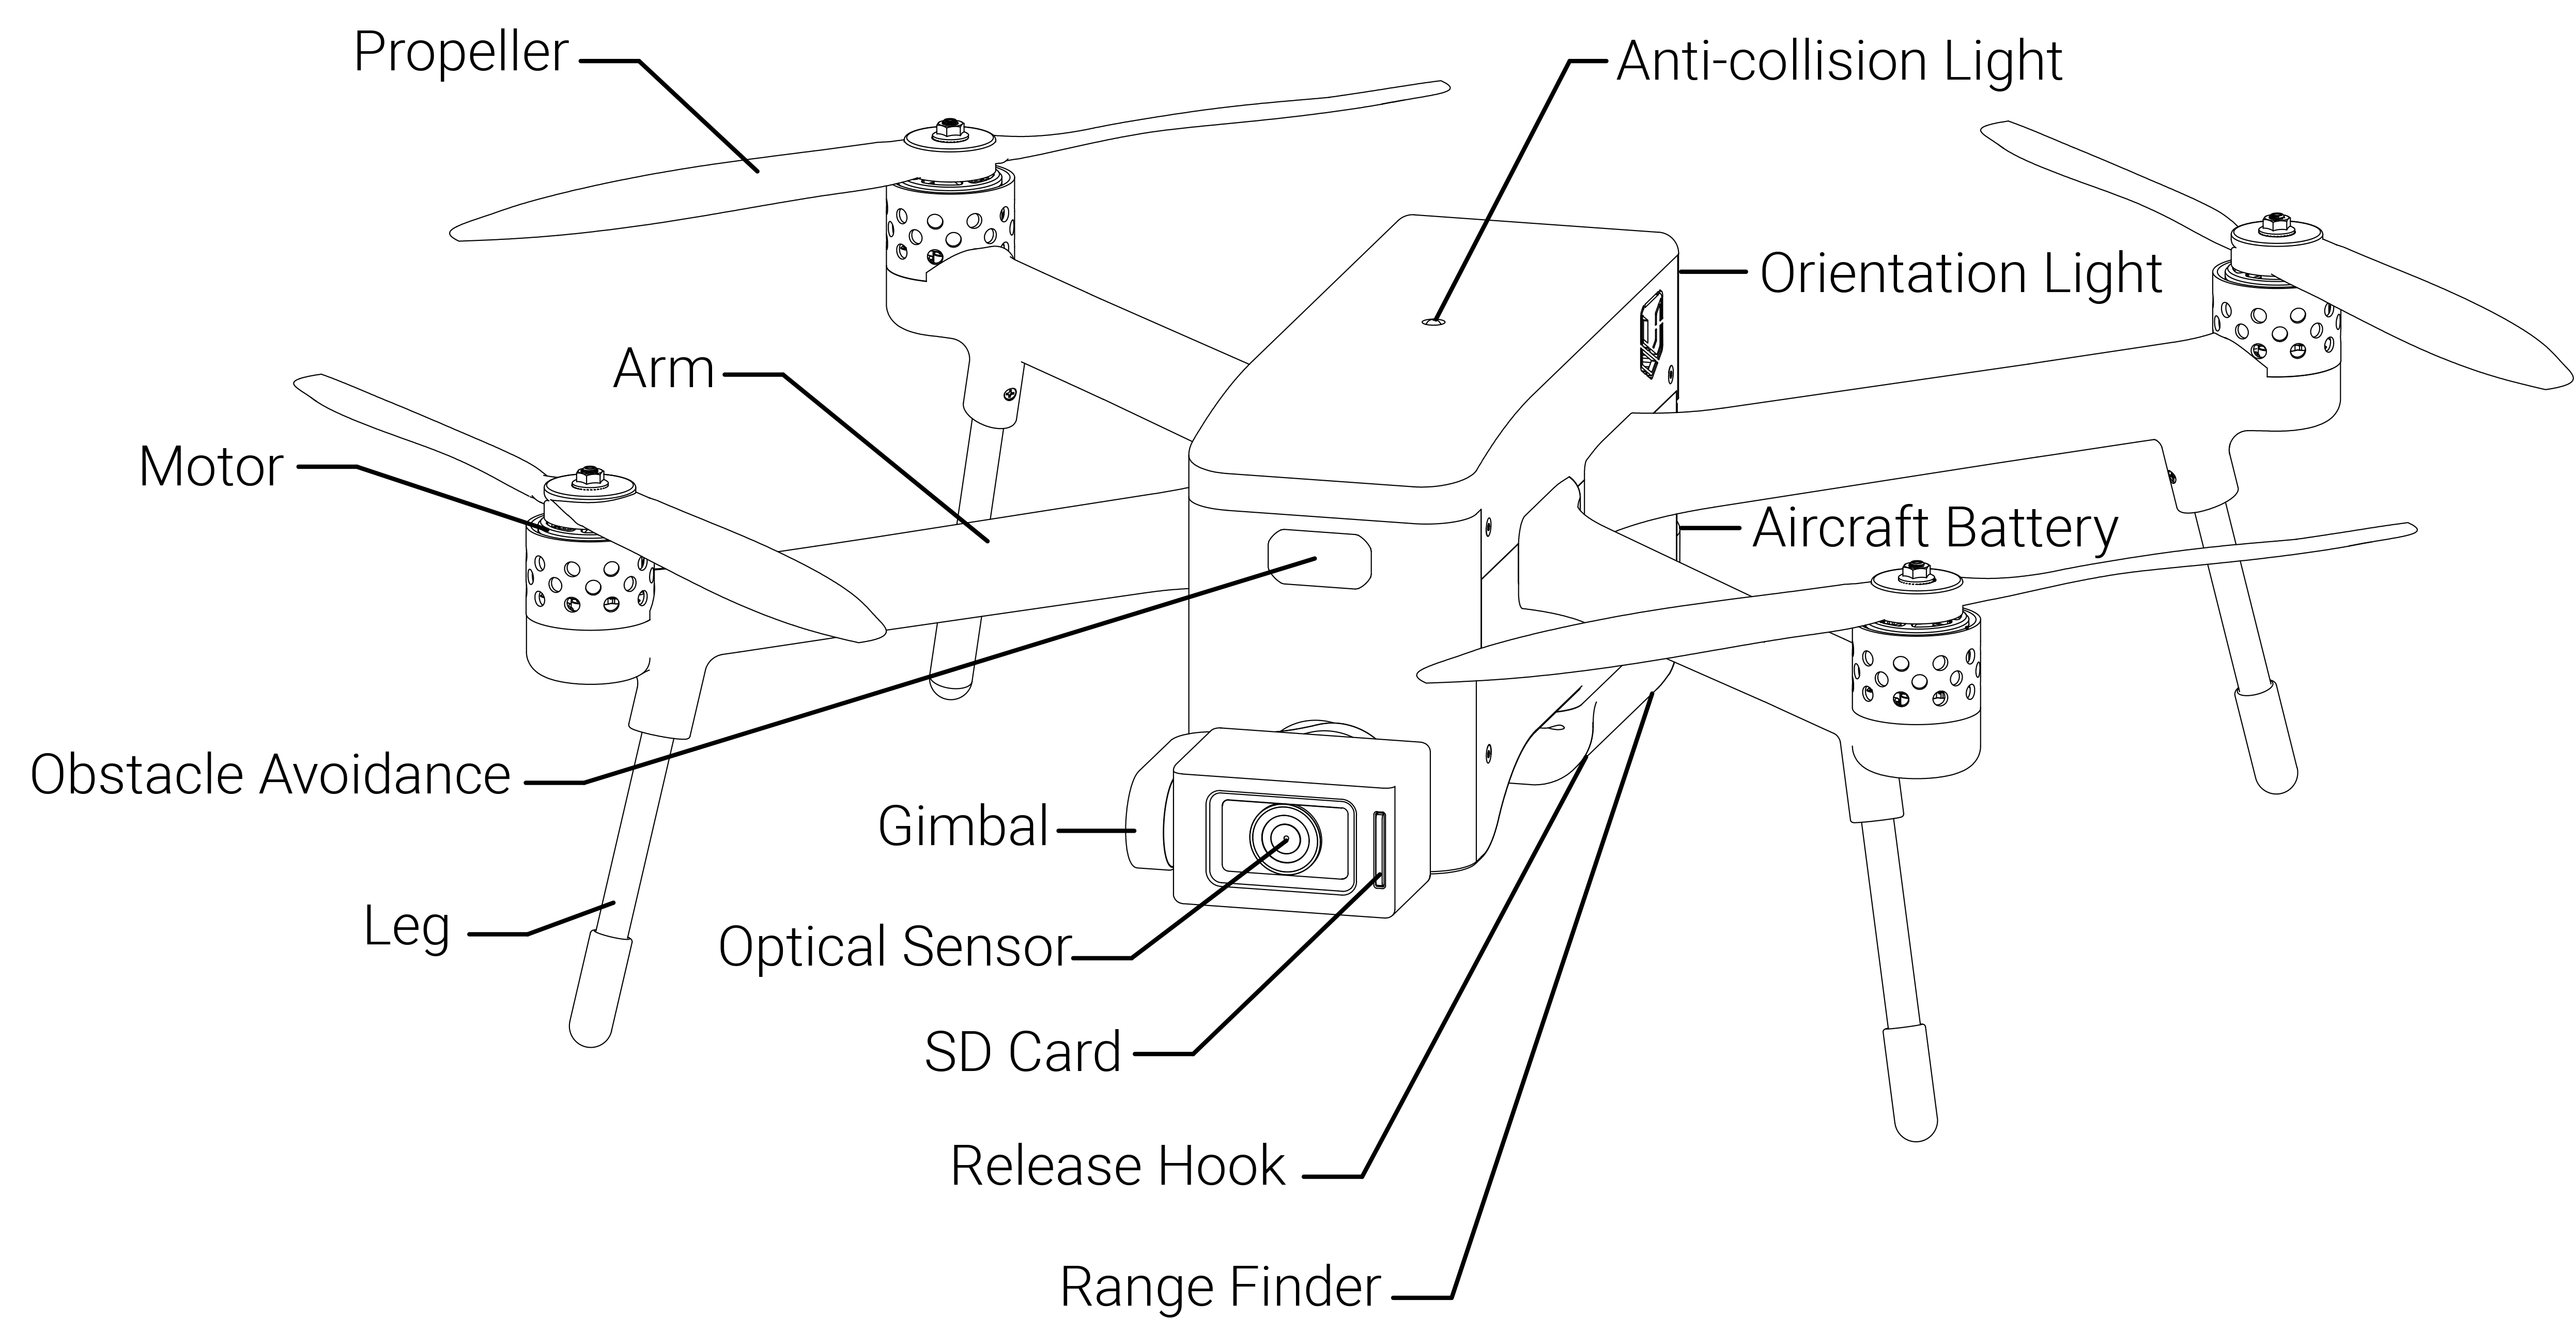 Propeller
Anti-collision Light
Orientation Light
Arm
Motor
Aircraft Battery
Obstacle Avoidance
Gimbal
Leg
Optical Sensor
SD Card
Release Hook
Range Finder